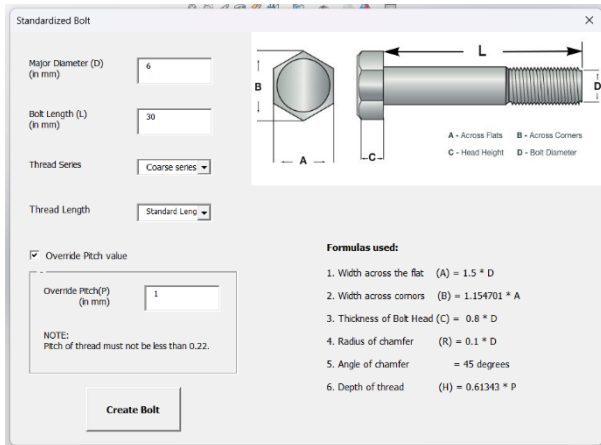 Standardized Bolt
Major Diameter (D)
(in mm)
6
Bolt Length (L)
(in mm)
30
Thread Series
Coarse series
Thread Length
Standard Leng
Override Pitch value
Override Pitch(P)
(in mm)
1
NOTE:
Pitch of thread must not be less than 0.22.
Create Bolt
L
B
D
A
C
A - Across Flats B - Across Corners
C - Head Height D - Bolt Diameter
Formulas used:
1. Width across the flat (A) = 1.5 * D
2. Width across cornors (B) = 1.154701 * A
3. Thickness of Bolt Head (C) = 0.8 * D
4. Radius of chamfer (R) = 0.1 * D
5. Angle of chamfer = 45 degrees
6. Depth of thread (H) = 0.61343 * P